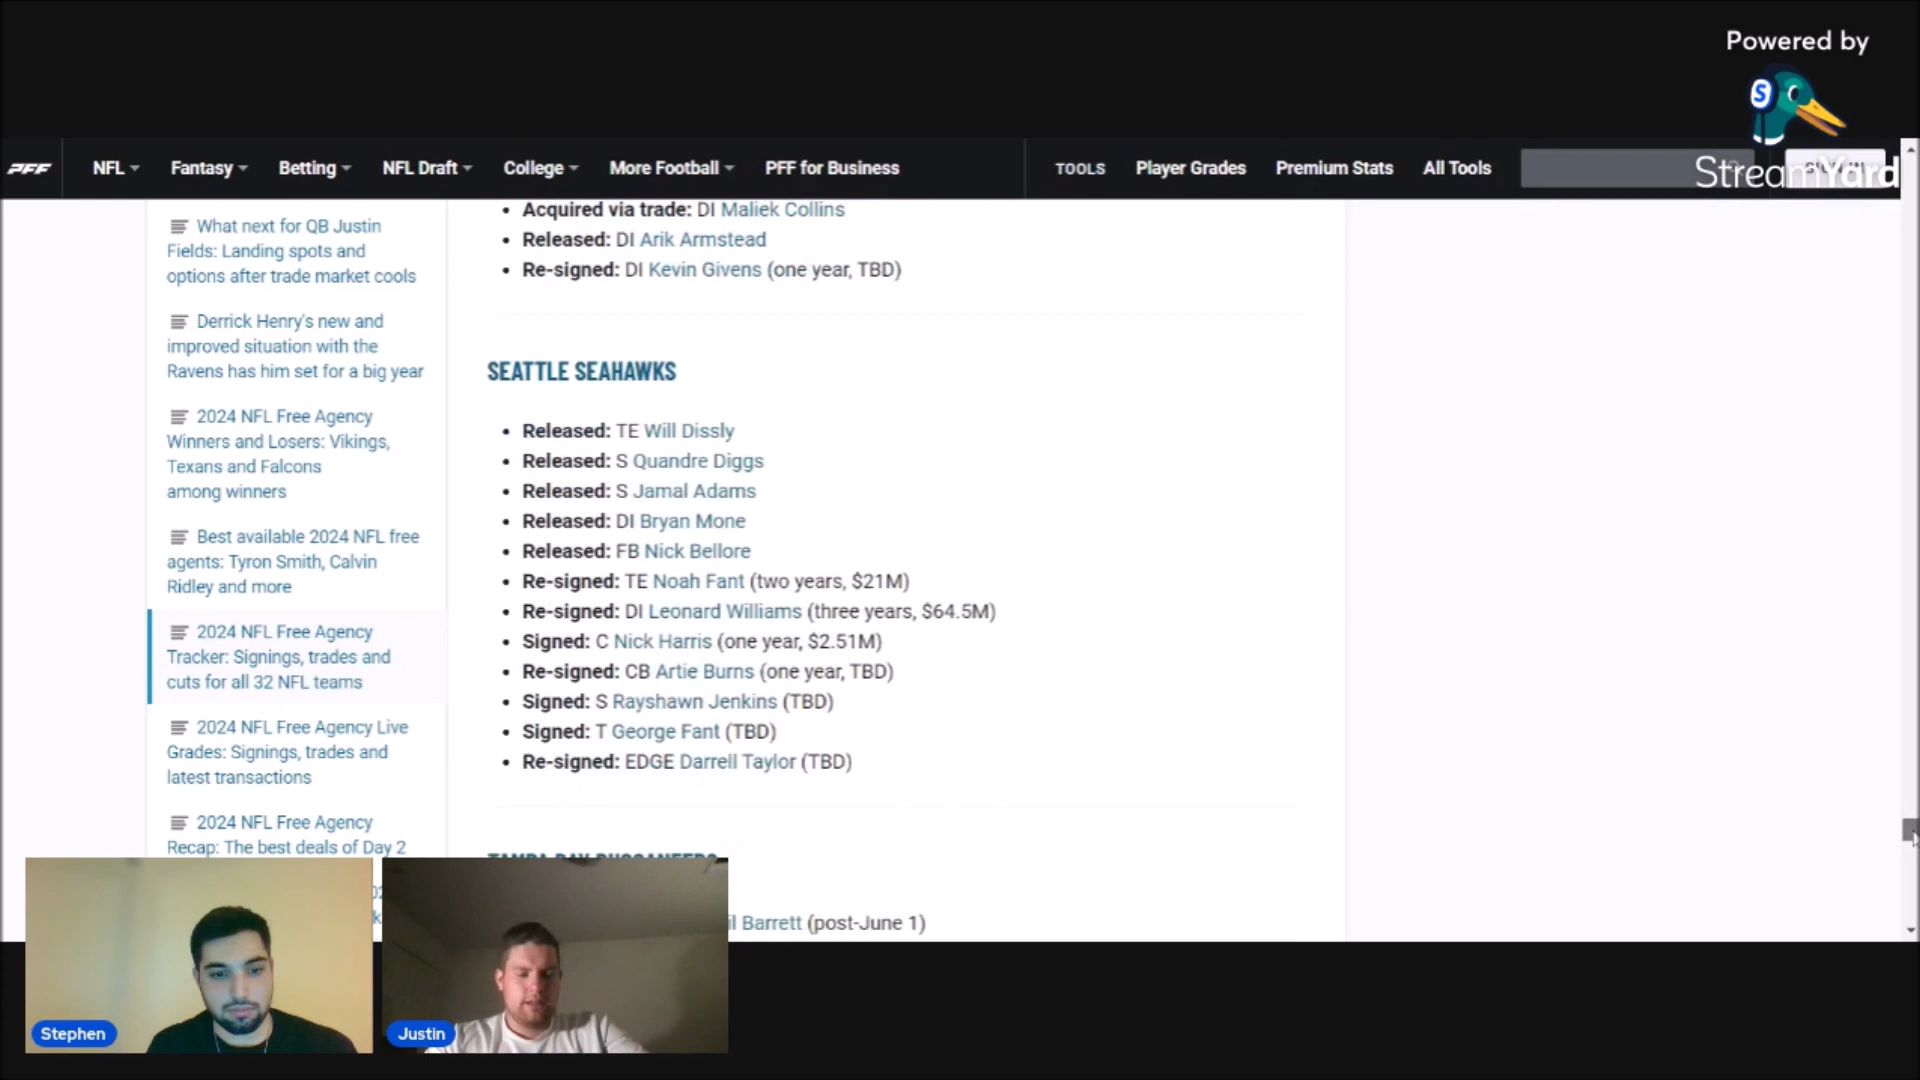 Powered by
StreamYard
PFF
NFL
Fantasy
Betting
NFL Draft
College
More Football
PFF for Business
TOOLS
Player Grades
Premium Stats
All Tools
What next for QB Justin
Fields: Landing spots and
options after trade market cools
Derrick Henry's new and
improved situation with the
Ravens has him set for a big year
2024 NFL Free Agency
Winners and Losers: Vikings,
Texans and Falcons
among winners
Best available 2024 NFL free
agents: Tyron Smith, Calvin
Ridley and more
2024 NFL Free Agency
Tracker: Signings, trades and
cuts for all 32 NFL teams
2024 NFL Free Agency Live
Grades: Signings, trades and
latest transactions
2024 NFL Free Agency
Recap: The best deals of Day 2
• Acquired via trade: DI Maliek Collins
• Released: DI Arik Armstead
• Re-signed: DI Kevin Givens (one year, TBD)
SEATTLE SEAHAWKS
• Released: TE Will Dissly
• Released: S Quandre Diggs
• Released: S Jamal Adams
• Released: DI Bryan Mone
• Released: FB Nick Bellore
• Re-signed: TE Noah Fant (two years, $21M)
• Re-signed: DI Leonard Williams (three years, $64.5M)
• Signed: C Nick Harris (one year, $2.51M)
• Re-signed: CB Artie Burns (one year, TBD)
• Signed: S Rayshawn Jenkins (TBD)
• Signed: T George Fant (TBD)
• Re-signed: EDGE Darrell Taylor (TBD)
TAMPA BAY BUCCANEERS
Barrett (post-June 1)
Stephen
Justin